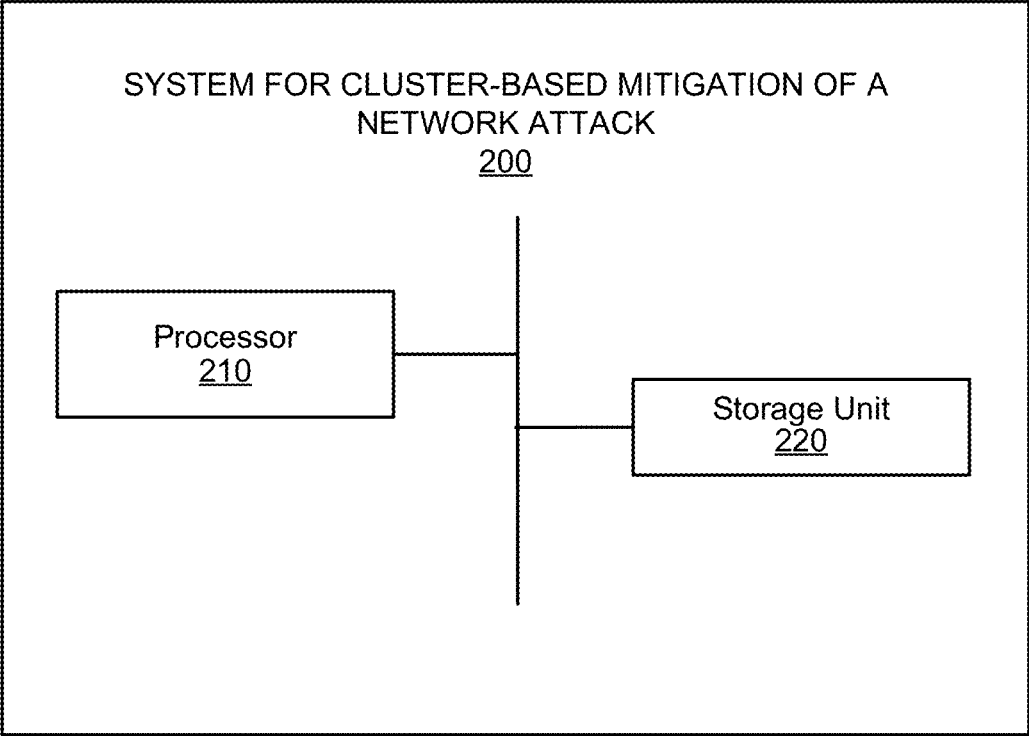 SYSTEM FOR CLUSTER-BASED MITIGATION OF A
NETWORK ATTACK
200
Processor
210
Storage Unit
220